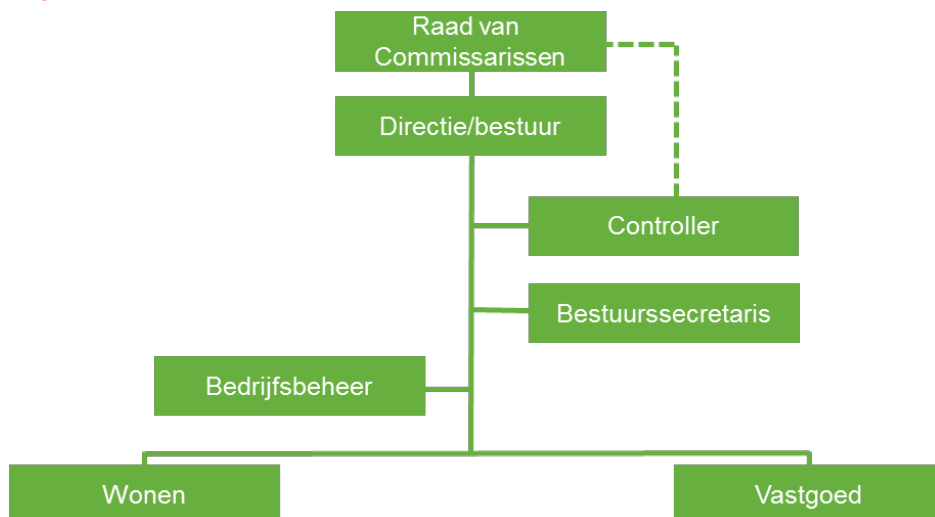 Raad van
Commissarissen
Directie/bestuur
Controller
Bestuurssecretaris
Bedrijfsbeheer
Wonen
Vastgoed